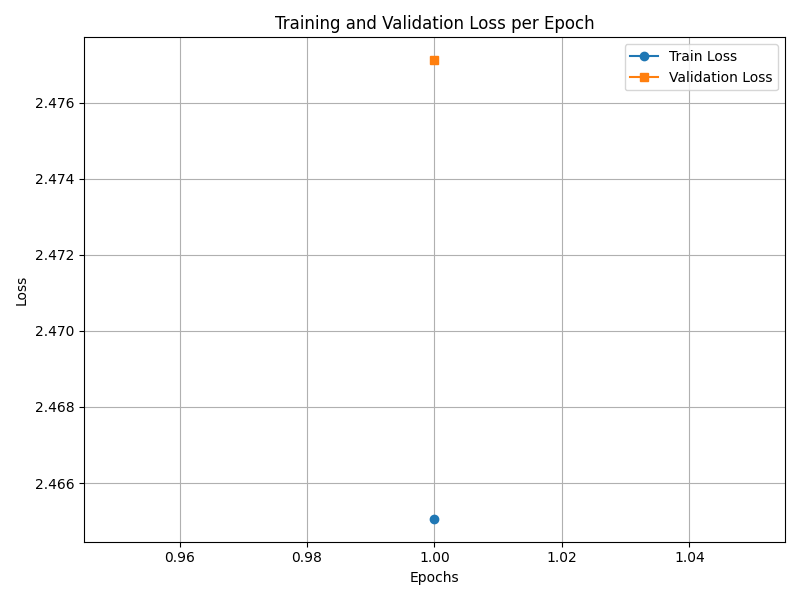 Training and Validation Loss per Epoch
Train Loss
Validation Loss
2.476
2.474
2.472
2.470
2.468
2.466
Loss
0.96 0.98 1.00 1.02 1.04
Epochs